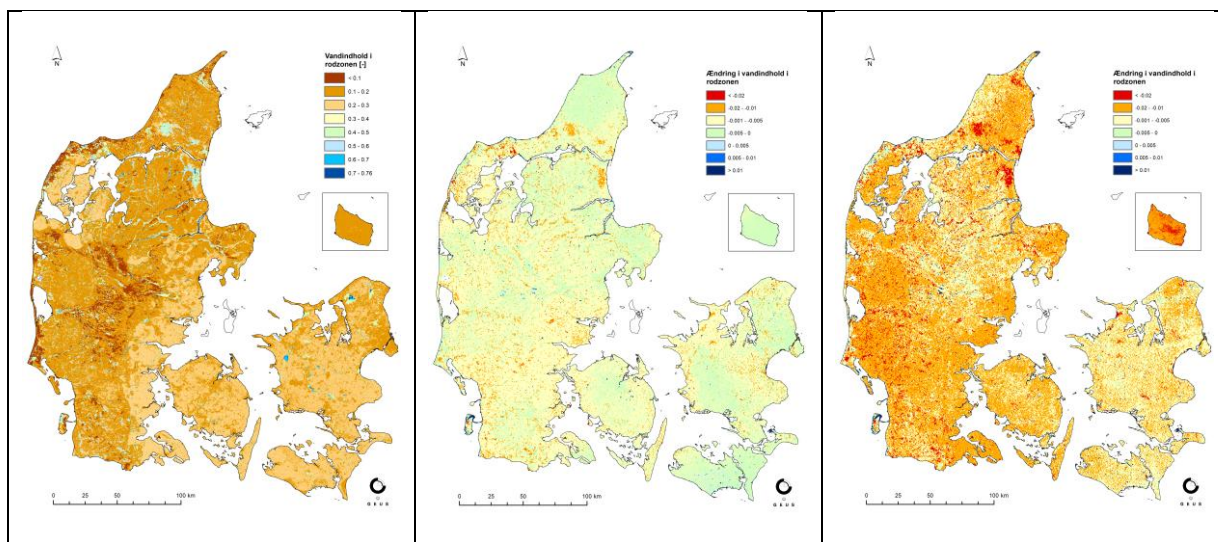 N
Vandindhold i
rodzonen [-]
< 0.1
0.1 - 0.2
0.2 - 0.3
0.3 - 0.4
0.4 - 0.5
0.5 - 0.6
0.6 - 0.7
0.7 - 0.76
0 25 50 100 km
G E U S
N
Ændring i vandindhold i
rodzonen
< -0.02
-0.02 - -0.01
-0.001 - -0.005
-0.005 - 0
0 - 0.005
0.005 - 0.01
> 0.01
0 25 50 100 km
G E U S
N
Ændring i vandindhold i
rodzonen
< -0.02
-0.02 - -0.01
-0.001 - -0.005
-0.005 - 0
0 - 0.005
0.005 - 0.01
> 0.01
0 25 50 100 km
G E U S